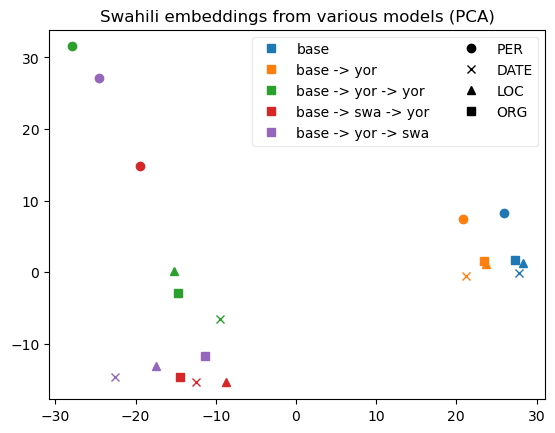 Swahili embeddings from various models (PCA)
base
base -> yor
base -> yor -> yor
base -> swa -> yor
base -> yor -> swa
PER
DATE
LOC
ORG
30
20
10
0
−10
−30 −20 −10 0 10 20 30